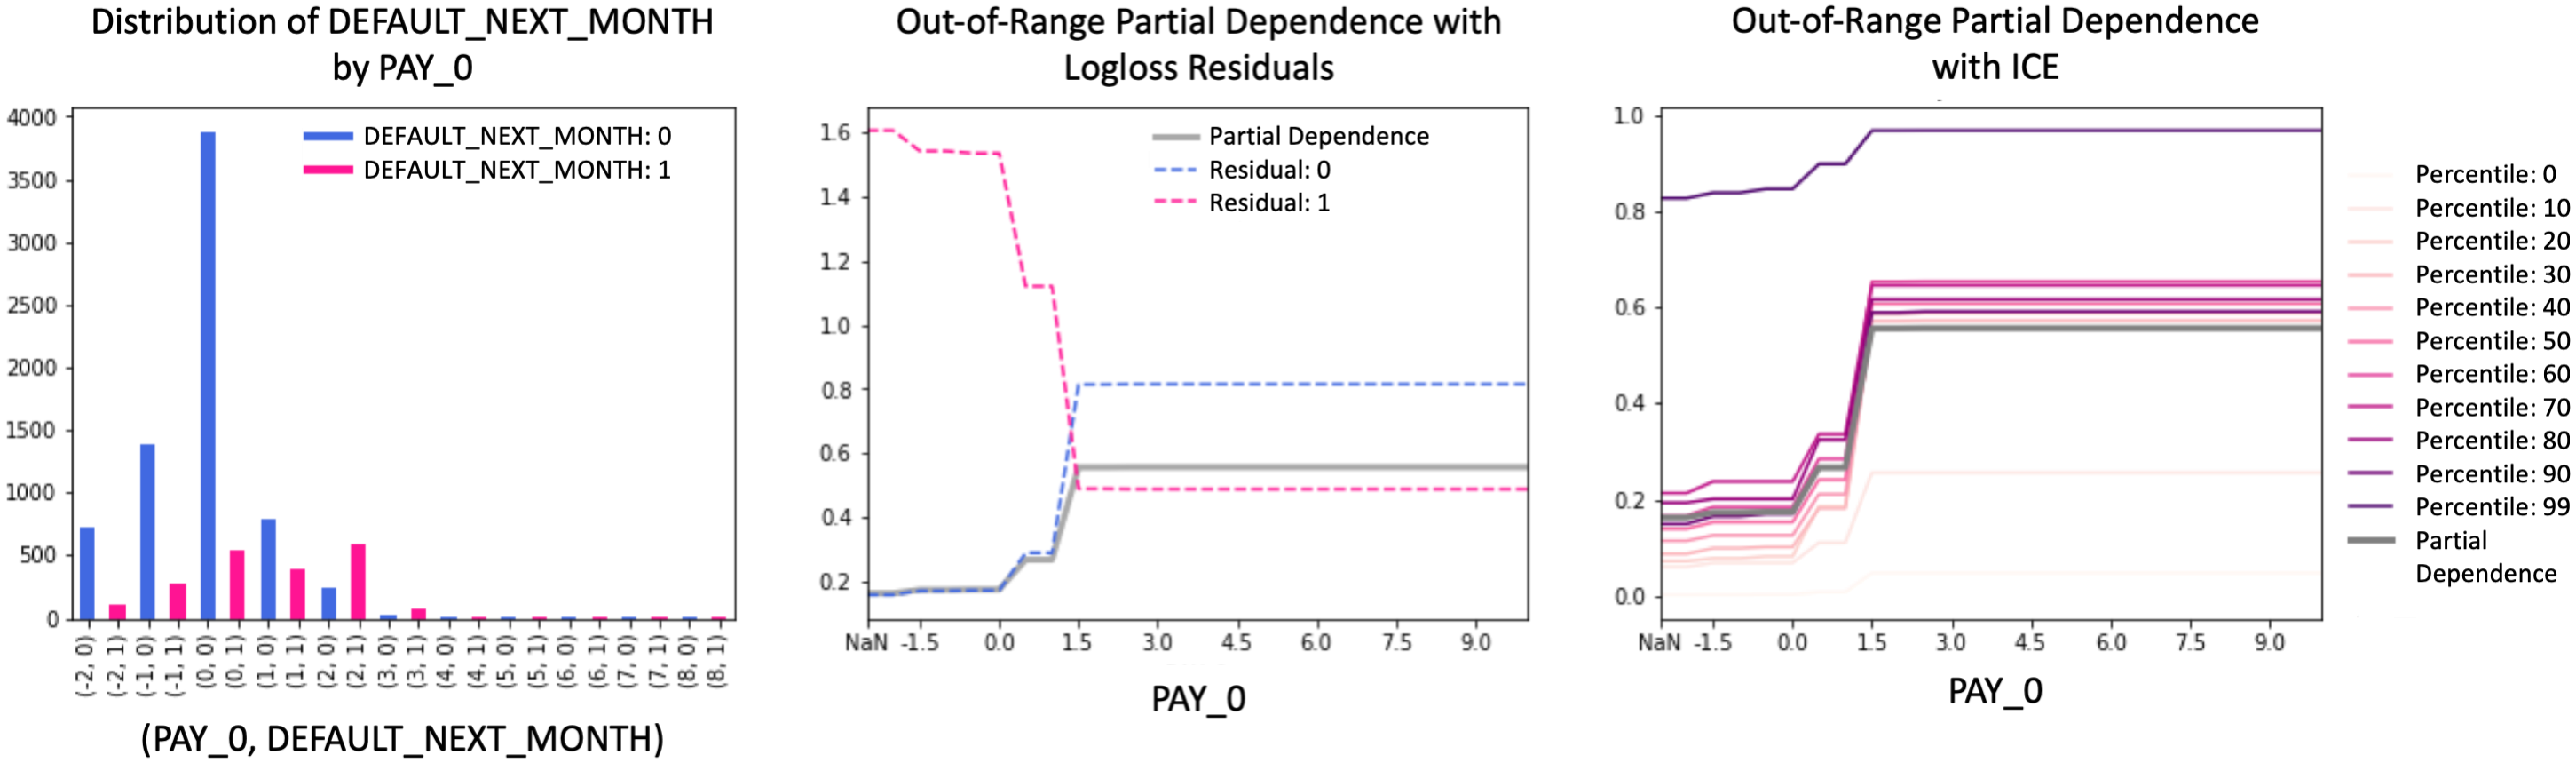 Distribution of DEFAULT_NEXT_MONTH
by PAY_0
4000
3500
3000
2500
2000
1500
1000
500
0
DEFAULT_NEXT_MONTH: 0
DEFAULT_NEXT_MONTH: 1
(-2, 0)
(-2, 1)
(-1, 0)
(-1, 1)
(0, 0)
(0, 1)
(1, 0)
(1, 1)
(2, 0)
(2, 1)
(3, 0)
(3, 1)
(4, 0)
(4, 1)
(5, 0)
(5, 1)
(6, 0)
(6, 1)
(7, 0)
(7, 1)
(8, 0)
(8, 1)
(PAY_0, DEFAULT_NEXT_MONTH)
Out-of-Range Partial Dependence with
Logloss Residuals
1.6
1.4
1.2
1.0
0.8
0.6
0.4
0.2
Partial Dependence
Residual: 0
Residual: 1
NaN -1.5 0.0 1.5 3.0 4.5 6.0 7.5 9.0
PAY_0
Out-of-Range Partial Dependence
with ICE
1.0
0.8
0.6
0.4
0.2
0.0
NaN -1.5 0.0 1.5 3.0 4.5 6.0 7.5 9.0
PAY_0
Percentile: 0
Percentile: 10
Percentile: 20
Percentile: 30
Percentile: 40
Percentile: 50
Percentile: 60
Percentile: 70
Percentile: 80
Percentile: 90
Percentile: 99
Partial
Dependence